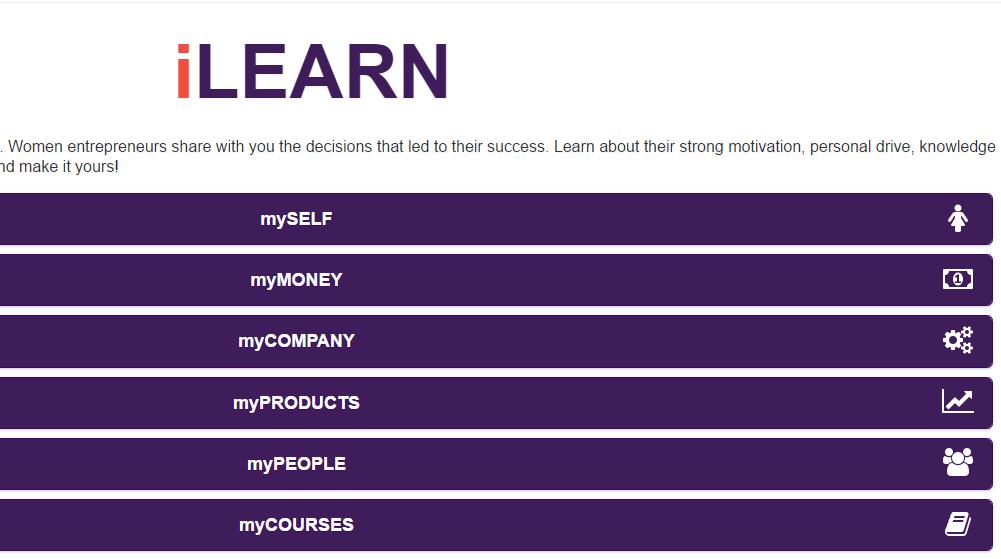 iLEARN
. Women entrepreneurs share with you the decisions that led to their success. Learn about their strong motivation, personal drive, knowledge
nd make it yours!
mySELF
myMONEY
1
myCOMPANY
myPRODUCTS
myPEOPLE
myCOURSES